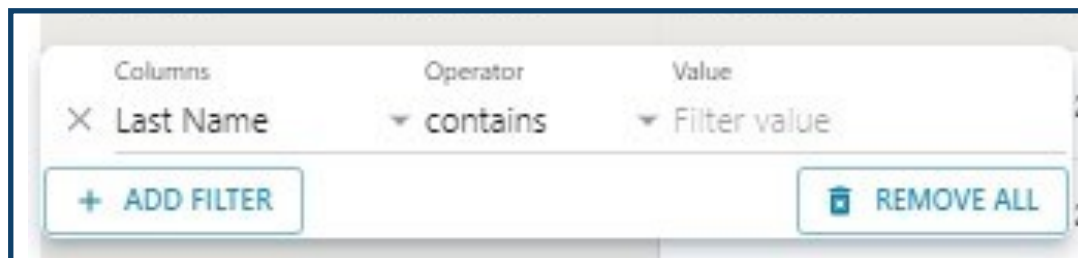 Columns Operator Value
Last Name contains Filter value
+ ADD FILTER REMOVE ALL